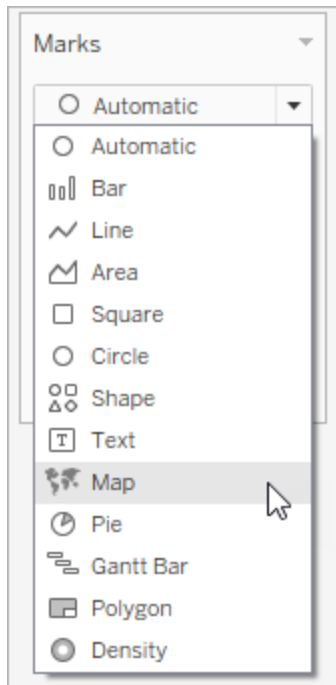 Marks
Automatic
Automatic
Bar
Line
Area
Square
Circle
Shape
Text
Map
Pie
Gantt Bar
Polygon
Density